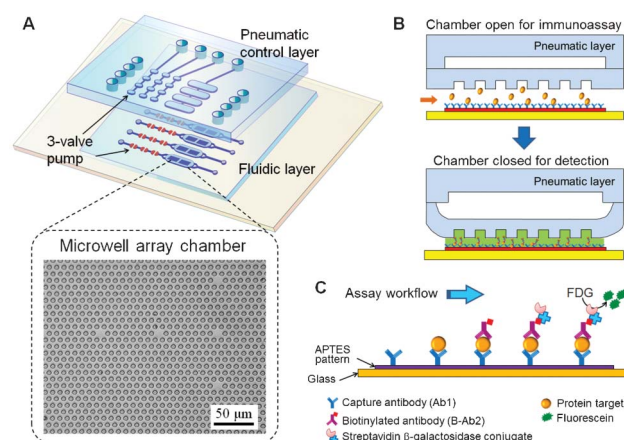 A
Pneumatic
control layer
3-valve
pump
Fluidic layer
Microwell array chamber
50 μm
B
Chamber open for immunoassay
Pneumatic layer
Chamber closed for detection
Pneumatic layer
C
Assay workflow
FDG
APTES
pattern
Glass
Capture antibody (Ab1)
Biotinylated antibody (B-Ab2)
Streptavidin β-galactosidase conjugate
Protein target
Fluorescein